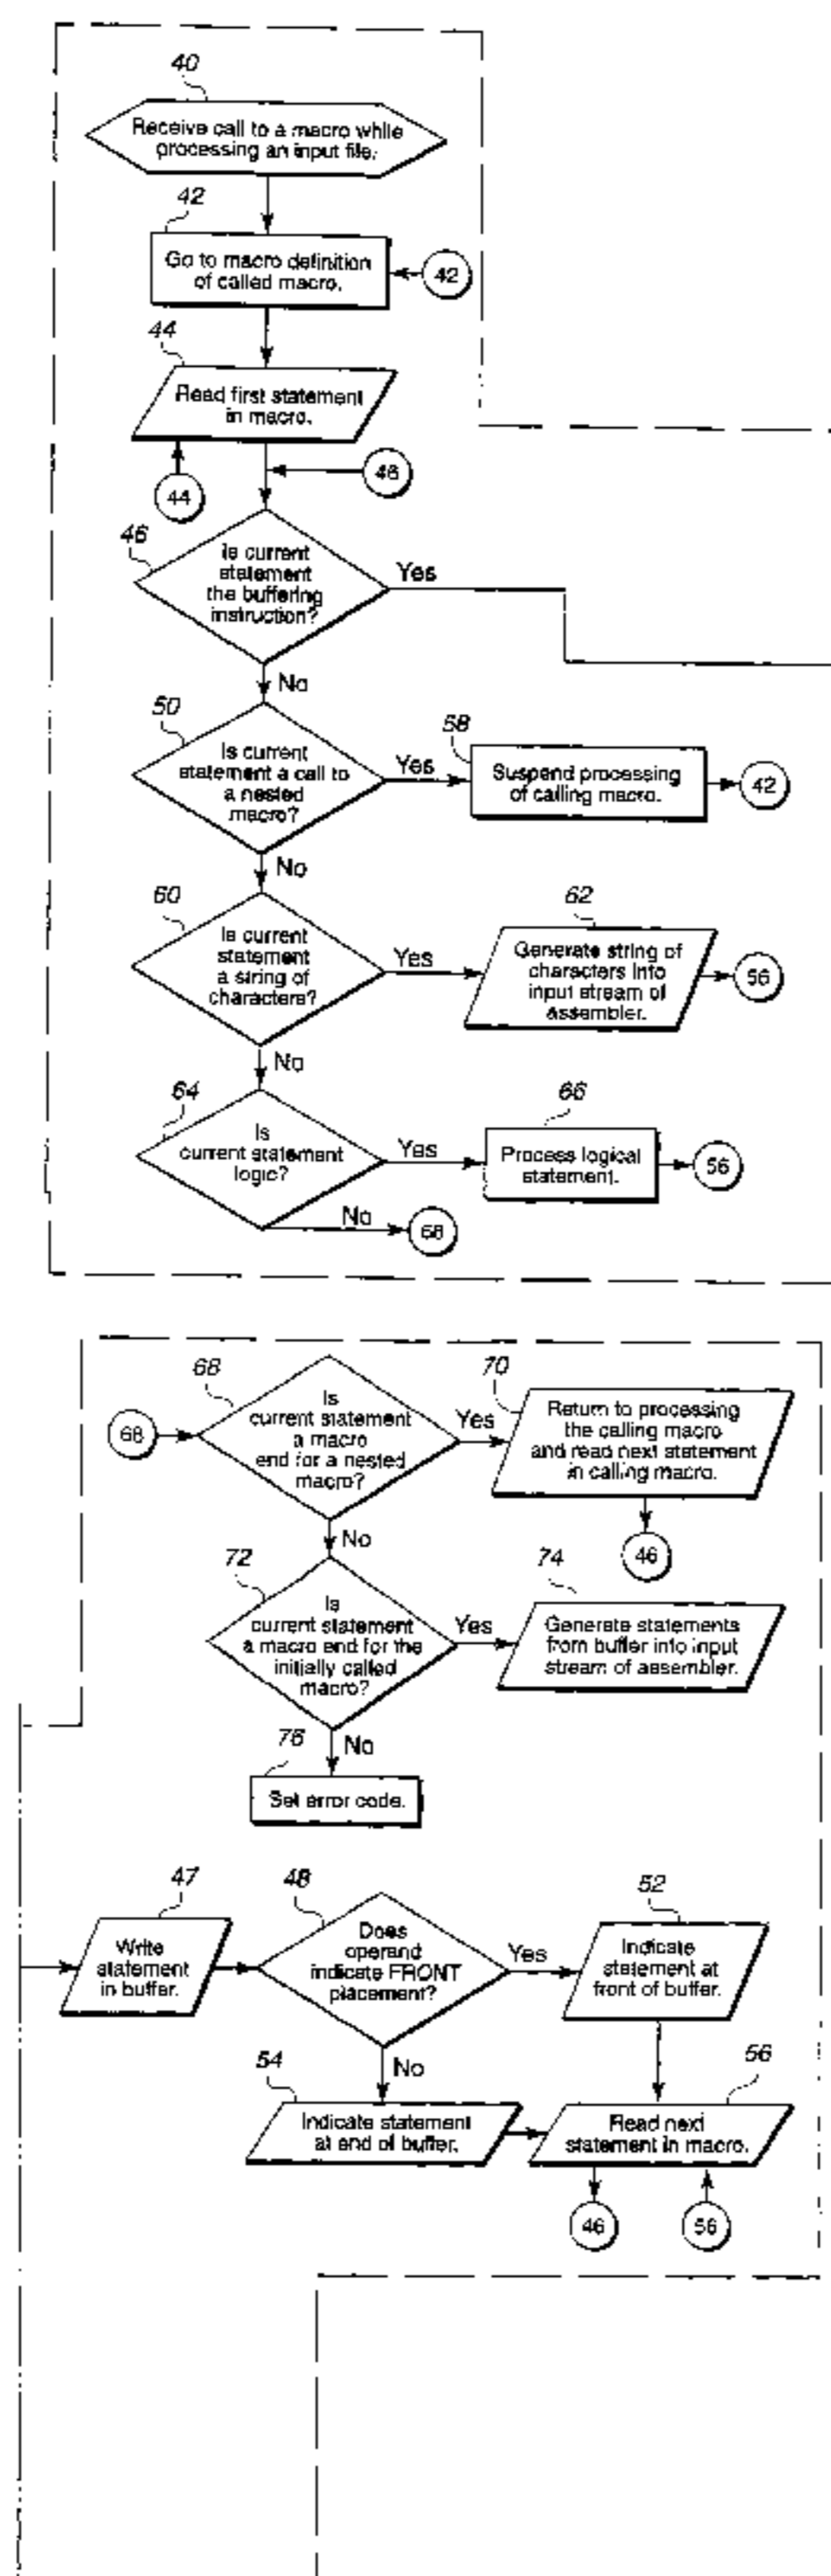 40
Receive call to a macro while
processing an input file.
42
Go to macro definition
of called macro.
42
44
Read first statement
in macro.
44
46
46
Is current
statement
the buffering
instruction?
Yes
No
50
Is current
statement a call to
a nested
macro?
Yes
58
Suspend processing
of calling macro.
42
No
60
Is current
statement
a string of
characters?
Yes
62
Generate string of
characters into
input stream of
assembler.
56
No
64
Is
current statement
logic?
Yes
66
Process logical
statement.
56
No
68
68
68
Is
current statement
a macro
end for a nested
macro?
Yes
70
Return to processing
the calling macro
and read next statement
in calling macro.
46
No
72
Is
current statement
a macro end for the
initially called
macro?
Yes
74
Generate statements
from buffer into input
stream of assembler.
No
76
Set error code.
47
Write
statement
in buffer.
48
Does
operand
indicate FRONT
placement?
Yes
52
Indicate
statement at
front of buffer.
No
54
Indicate statement
at end of buffer.
56
Read next
statement in macro.
46
56